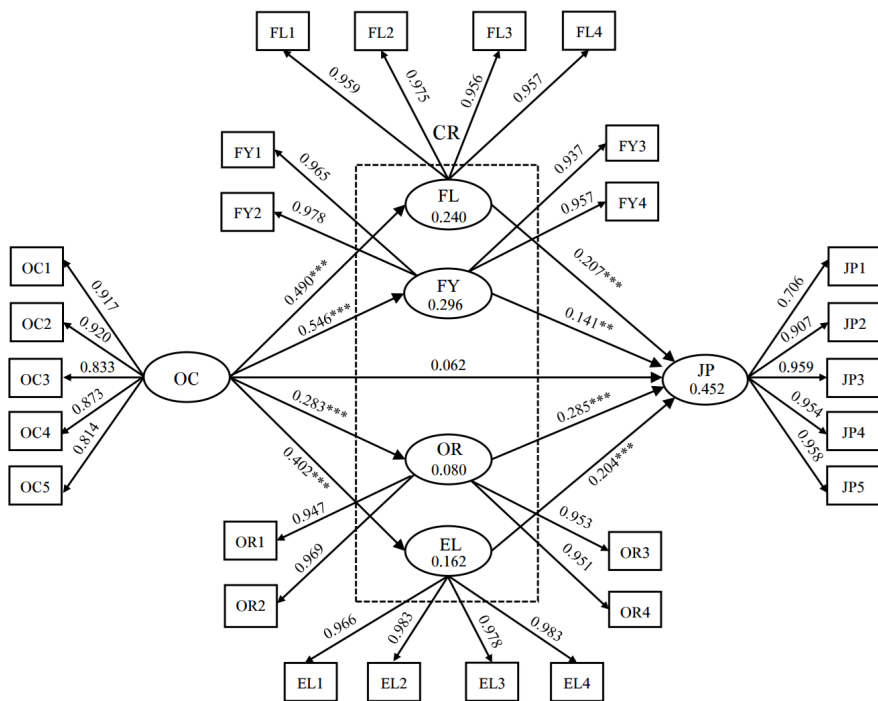 FL1
FL2
FL3
FL4
0.959
0.975
0.956
0.957
CR
FY1
FY2
0.965
0.978
FY3
FY4
0.937
0.957
FL
0.240
FY
0.296
0.490***
0.546***
0.207***
0.141**
OC1
OC2
OC3
OC4
OC5
0.917
0.920
0.833
0.873
0.814
OC
0.062
JP
0.452
0.706
0.907
0.959
0.954
0.958
JP1
JP2
JP3
JP4
JP5
0.283***
0.402***
0.285***
0.204***
OR
0.080
EL
0.162
0.947
0.969
OR1
OR2
0.953
0.951
OR3
OR4
0.966
0.983
0.978
0.983
EL1
EL2
EL3
EL4